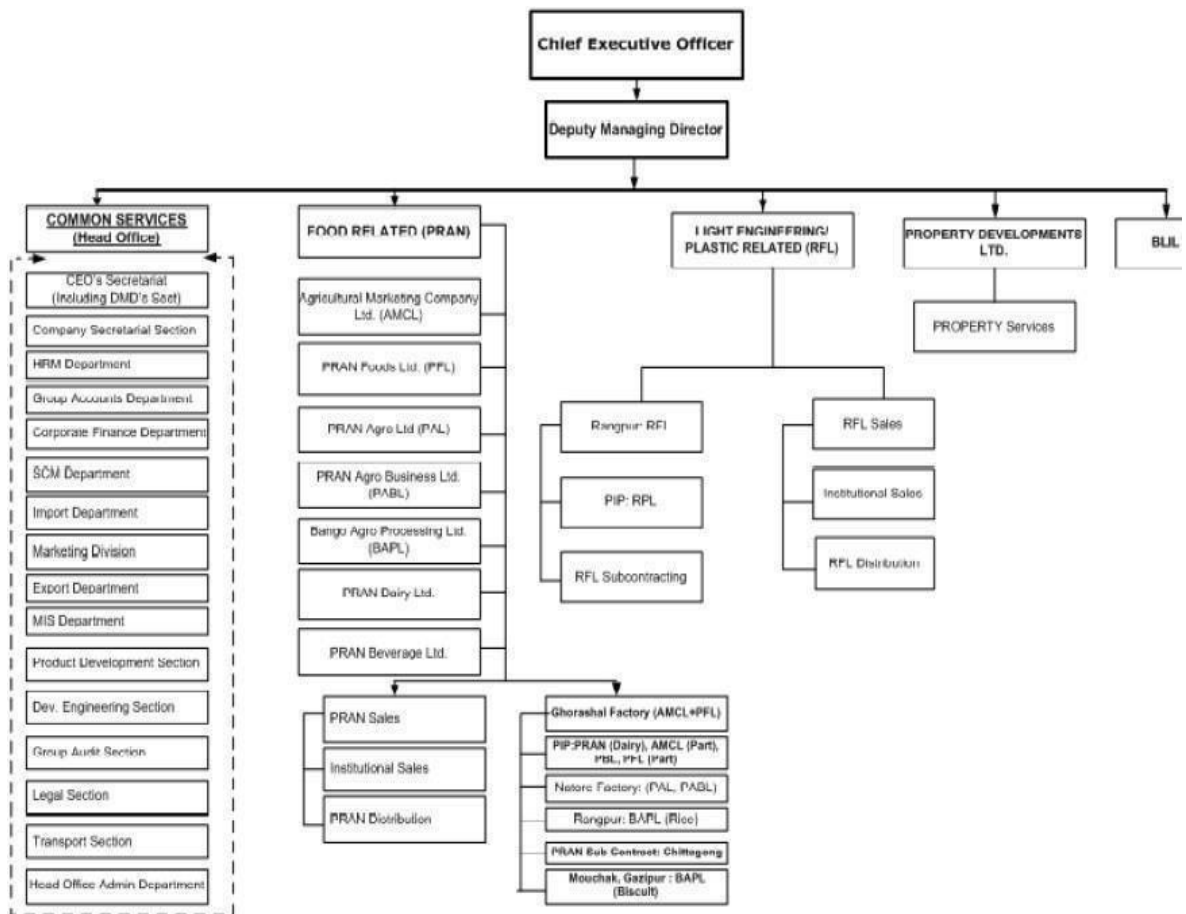 Chief Executive Officer
Deputy Managing Director
COMMON SERVICES
(Head Office)
CEO's Secretariat
(Including DMD's Sect)
Company Secretarial Section
HRM Department
Group Accounts Department
Corporate Finance Department
SCM Department
Import Department
Marketing Division
Export Department
MIS Department
Product Development Section
Dev. Engineering Section
Group Audit Section
Legal Section
Transport Section
Head Office Admin Department
FOOD RELATED (PRAN)
Agricultural Marketing Company
Ltd. (AMCL)
PRAN Foods Ltd. (PFL)
PRAN Agro Ltd (PAL)
PRAN Agro Business Ltd.
(PABL)
Bango Agro Processing Ltd.
(BAPL)
PRAN Dairy Ltd.
PRAN Beverage Ltd.
PRAN Sales
Institutional Sales
PRAN Distribution
Ghorashal Factory (AMCL+PFL)
PIP:PRAN (Dairy), AMCL (Part),
PBL, PFL (Part)
Natore Factory: (PAL, PABL)
Rangpur: BAPL (Rice)
PRAN Sub Contract: Chittagong
Mouchak, Gazipur : BAPL
(Biscuit)
LIGHT ENGINEERING/
PLASTIC RELATED (RFL)
Rangpur: RFL
PIP: RPL
RFL Subcontracting
RFL Sales
Institutional Sales
RFL Distribution
PROPERTY DEVELOPMENTS
LTD.
PROPERTY Services
BLIL